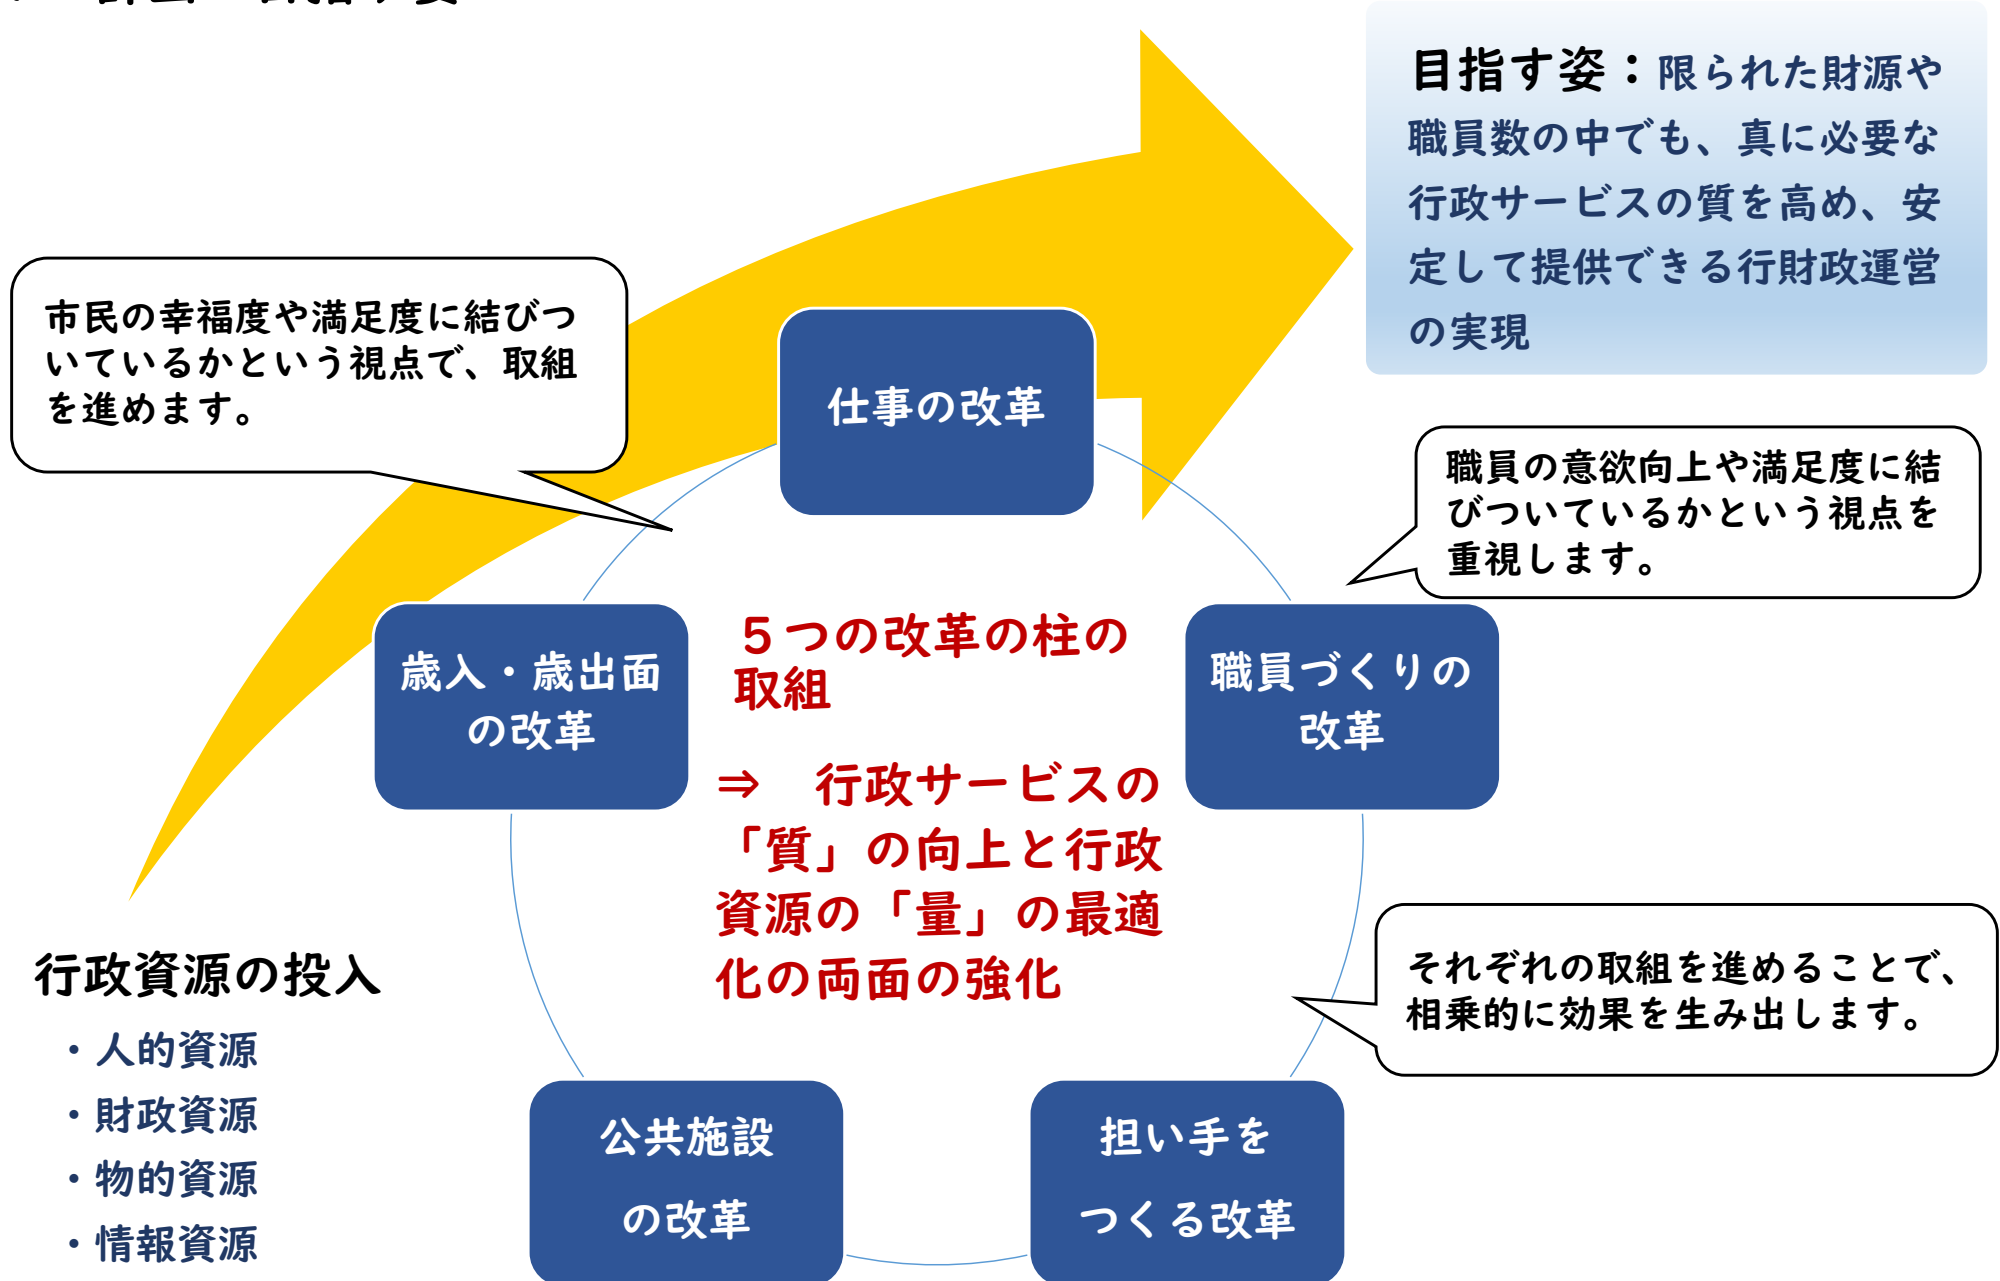 目指す姿：限られた財源や
職員数の中でも、真に必要な
行政サービスの質を高め、安
定して提供できる行財政運営
の実現
市民の幸福度や満足度に結びつ
いているかという視点で、取組
を進めます。
仕事の改革
職員の意欲向上や満足度に結
びついているかという視点を
重視します。
歳入・歳出面
の改革
５つの改革の柱の
取組
⇒　行政サービスの
「質」の向上と行政
資源の「量」の最適
化の両面の強化
職員づくりの
改革
それぞれの取組を進めることで、
相乗的に効果を生み出します。
行政資源の投入
・人的資源
・財政資源
・物的資源
・情報資源
公共施設
の改革
担い手を
つくる改革